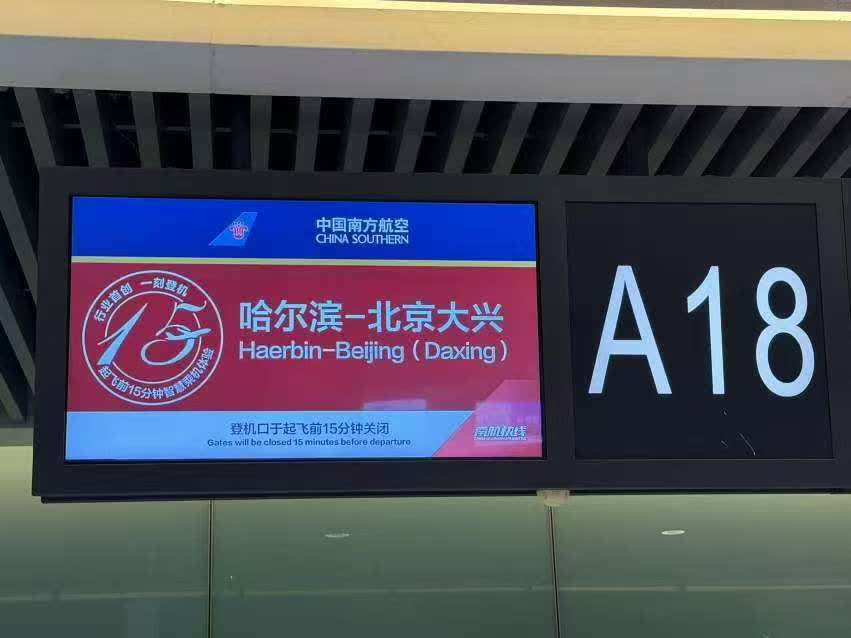 中国南方航空
CHINA SOUTHERN
行业首创 一刻登机
15
起飞前15分钟智慧乘机体验
哈尔滨-北京大兴
Haerbin-Beijing（Daxing）
登机口于起飞前15分钟关闭
Gates will be closed 15 minutes before departure
南航快线
A18